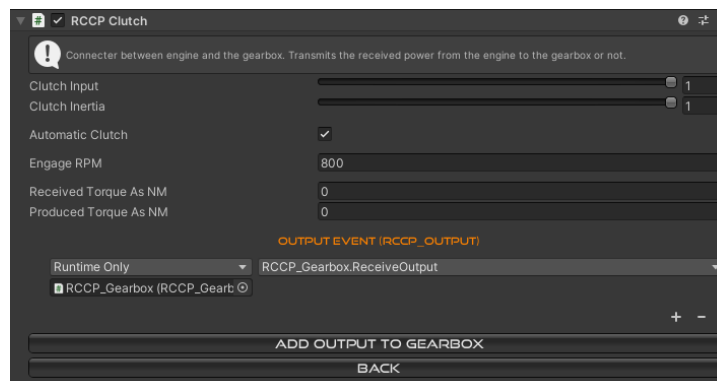 RCCP Clutch
Connecter between engine and the gearbox. Transmits the received power from the engine to the gearbox or not.
Clutch Input 1
Clutch Inertia 1
Automatic Clutch
Engage RPM 800
Received Torque As NM 0
Produced Torque As NM 0
OUTPUT EVENT (RCCP_OUTPUT)
Runtime Only RCCP_Gearbox.ReceiveOutput
RCCP_Gearbox (RCCP_Gearb
ADD OUTPUT TO GEARBOX
BACK